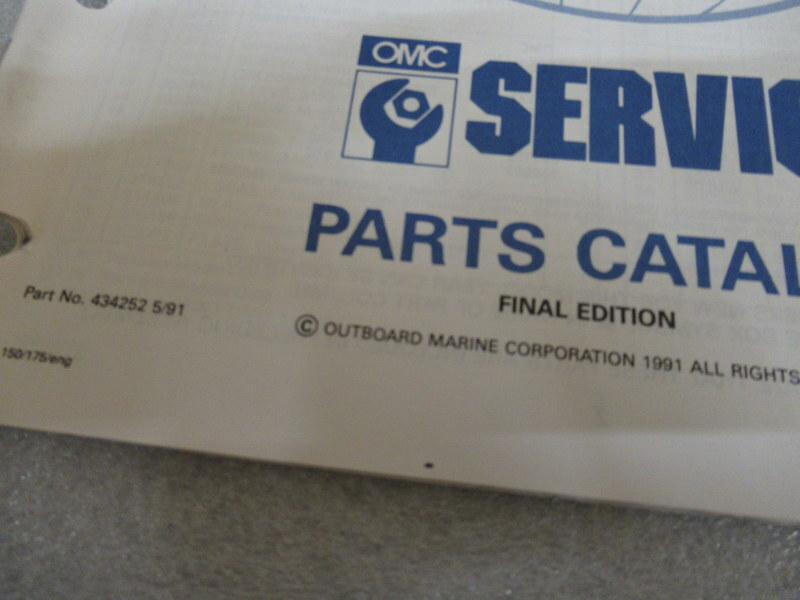 OMC
SERVIC
PARTS CATAL
FINAL EDITION
Part No. 434252 5/91
© OUTBOARD MARINE CORPORATION 1991 ALL RIGHTS
150/175/eng